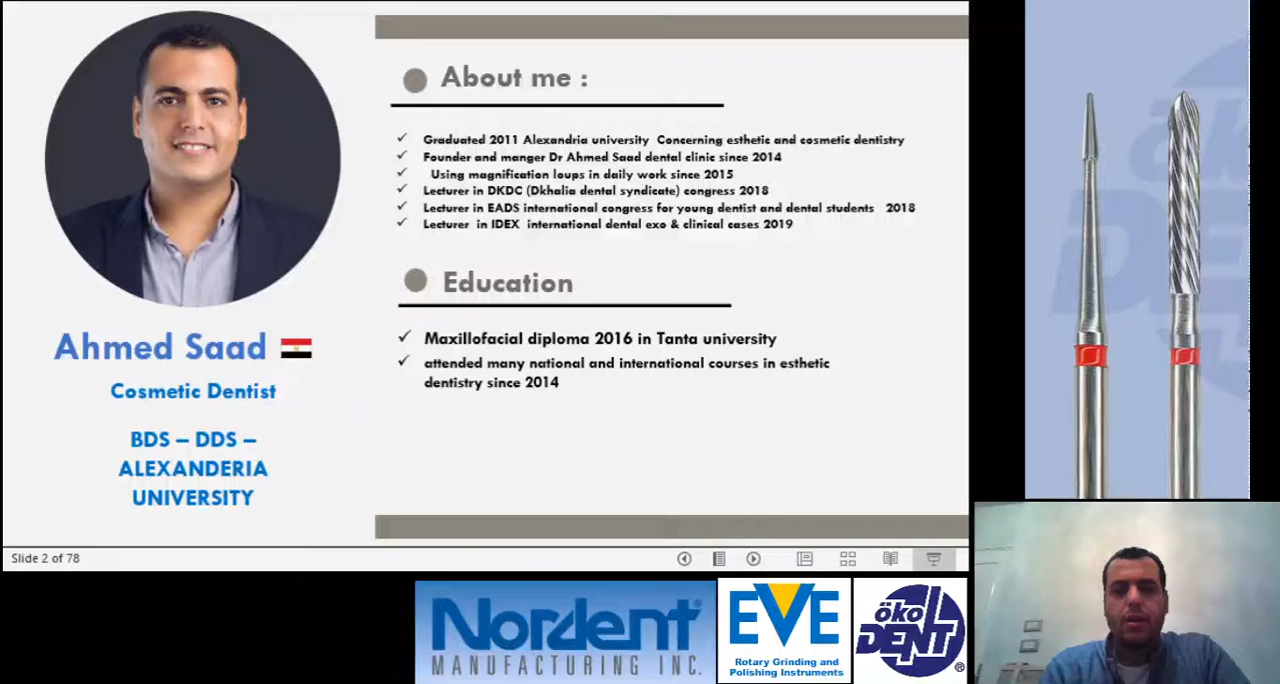 About me :
Graduated 2011 Alexandria university Concerning esthetic and cosmetic dentistry
Founder and manger Dr Ahmed Saad dental clinic since 2014
Using magnification loups in daily work since 2015
Lecturer in DKDC (Dkhalia dental syndicate) congress 2018
Lecturer in EADS international congress for young dentist and dental students 2018
Lecturer in IDEX international dental exo & clinical cases 2019
Education
Maxillofacial diploma 2016 in Tanta university
attended many national and international courses in esthetic
dentistry since 2014
Ahmed Saad
Cosmetic Dentist
BDS – DDS –
ALEXANDERIA
UNIVERSITY
Slide 2 of 78
Nordent®
MANUFACTURING INC.
EVE
Rotary Grinding and
Polishing Instruments
öko
DENT®
öko
DENT